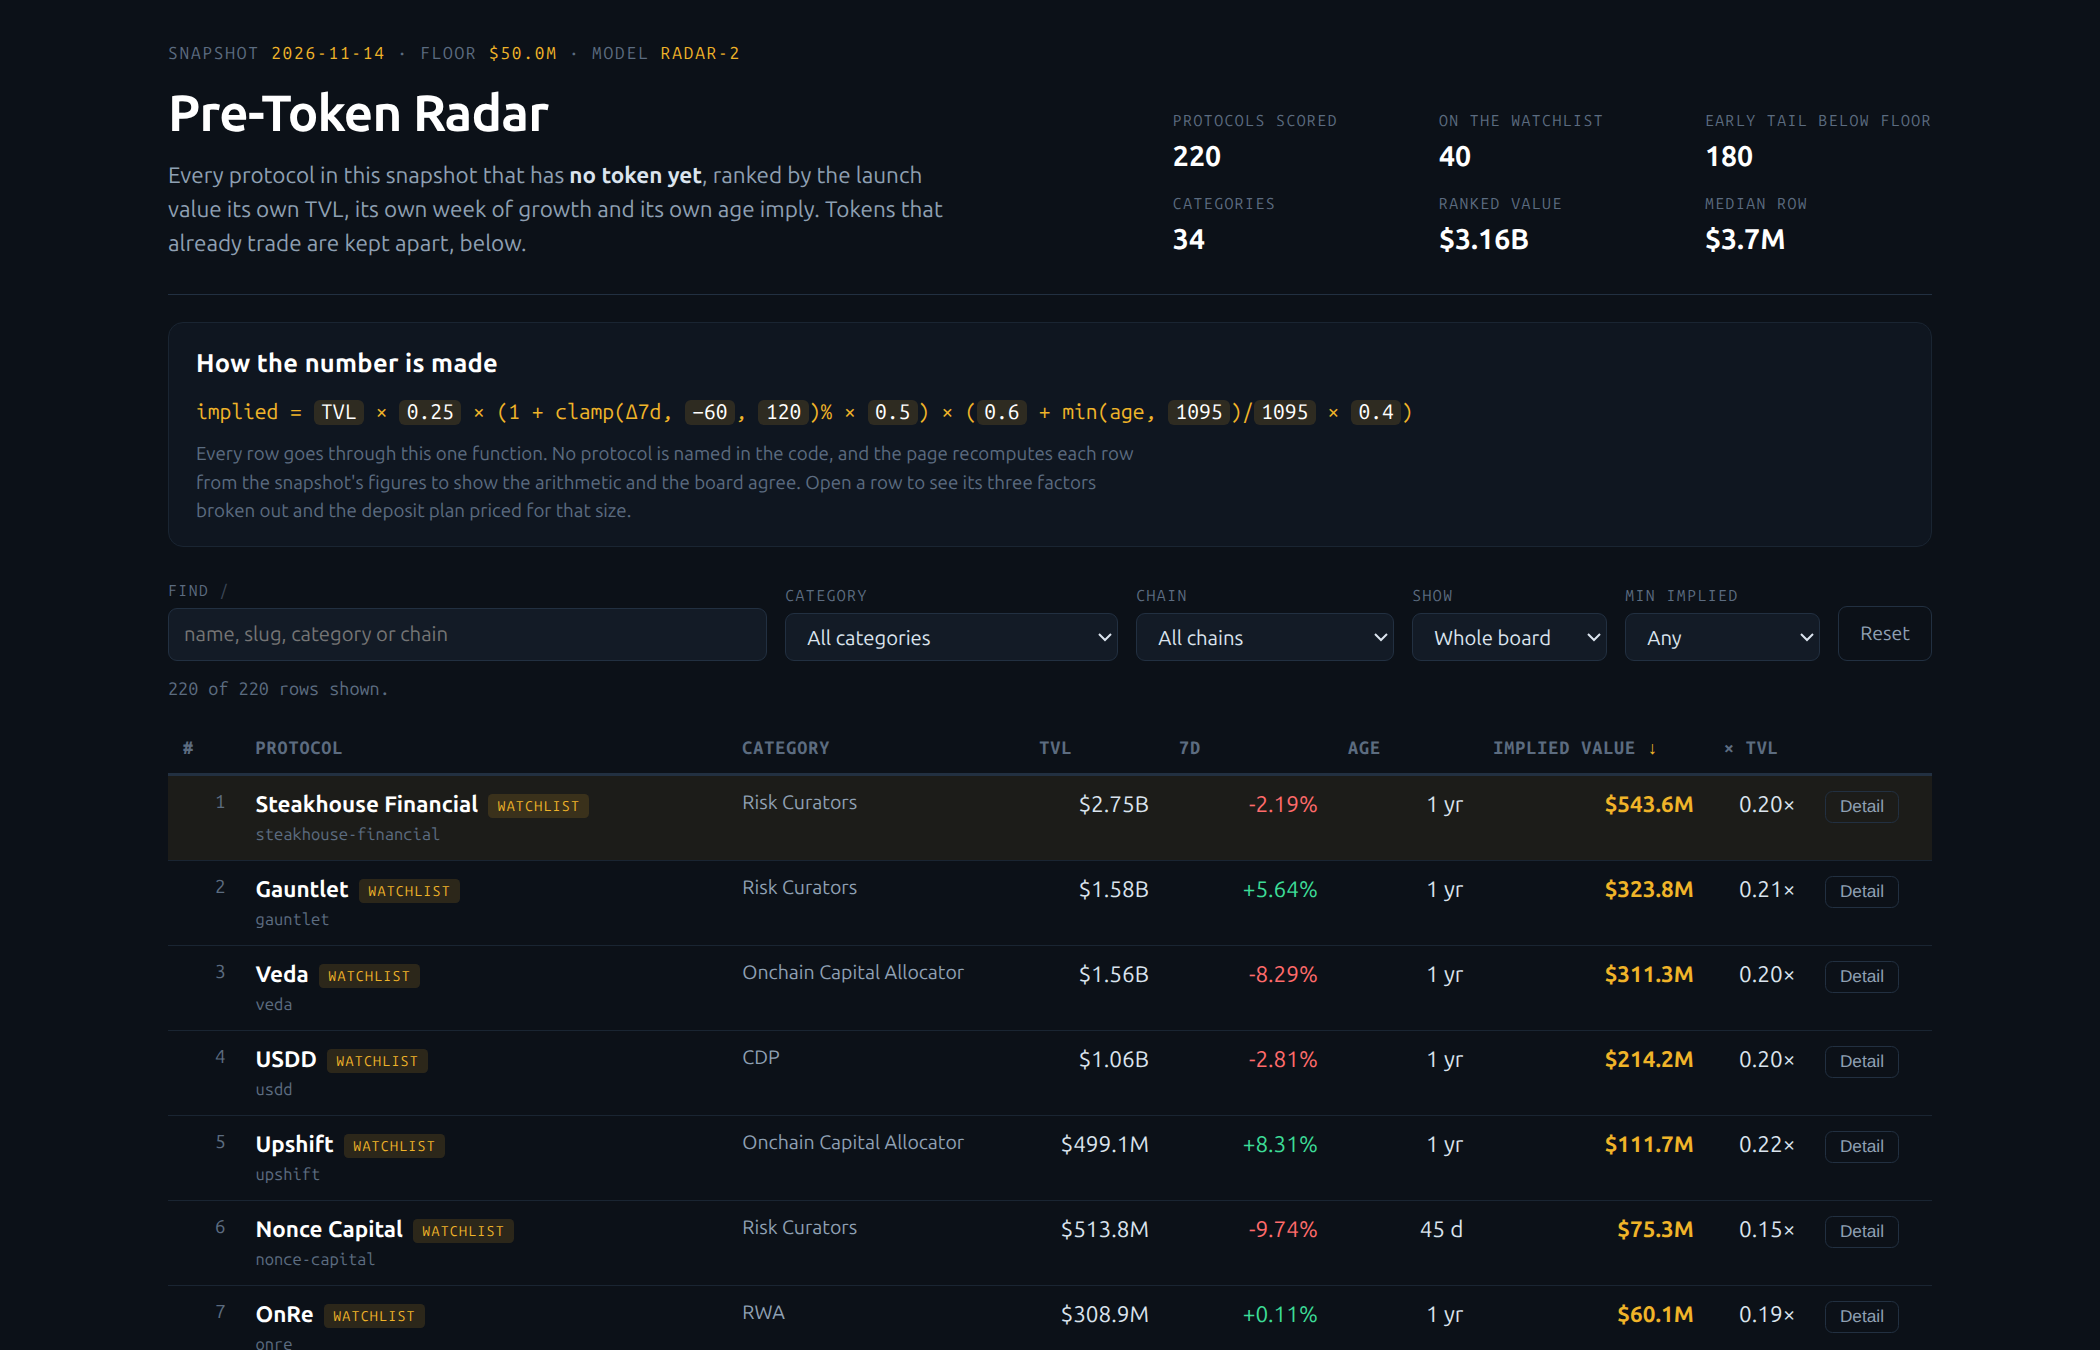 SNAPSHOT 2026-11-14 · FLOOR $50.0M · MODEL RADAR-2
Pre-Token Radar
Every protocol in this snapshot that has no token yet, ranked by the launch
value its own TVL, its own week of growth and its own age imply. Tokens that
already trade are kept apart, below.
PROTOCOLS SCORED ON THE WATCHLIST EARLY TAIL BELOW FLOOR
220 40 180
CATEGORIES RANKED VALUE MEDIAN ROW
34 $3.16B $3.7M
How the number is made
implied = TVL × 0.25 × (1 + clamp(Δ7d, −60, 120)% × 0.5) × (0.6 + min(age, 1095)/1095 × 0.4)
Every row goes through this one function. No protocol is named in the code, and the page recomputes each row
from the snapshot's figures to show the arithmetic and the board agree. Open a row to see its three factors
broken out and the deposit plan priced for that size.
FIND / CATEGORY CHAIN SHOW MIN IMPLIED
name, slug, category or chain All categories All chains Whole board Any Reset
220 of 220 rows shown.
# PROTOCOL CATEGORY TVL 7D AGE IMPLIED VALUE ↓ × TVL
1 Steakhouse Financial WATCHLIST Risk Curators $2.75B -2.19% 1 yr $543.6M 0.20× Detail
steakhouse-financial
2 Gauntlet WATCHLIST Risk Curators $1.58B +5.64% 1 yr $323.8M 0.21× Detail
gauntlet
3 Veda WATCHLIST Onchain Capital Allocator $1.56B -8.29% 1 yr $311.3M 0.20× Detail
veda
4 USDD WATCHLIST CDP $1.06B -2.81% 1 yr $214.2M 0.20× Detail
usdd
5 Upshift WATCHLIST Onchain Capital Allocator $499.1M +8.31% 1 yr $111.7M 0.22× Detail
upshift
6 Nonce Capital WATCHLIST Risk Curators $513.8M -9.74% 45 d $75.3M 0.15× Detail
nonce-capital
7 OnRe WATCHLIST RWA $308.9M +0.11% 1 yr $60.1M 0.19× Detail
onre